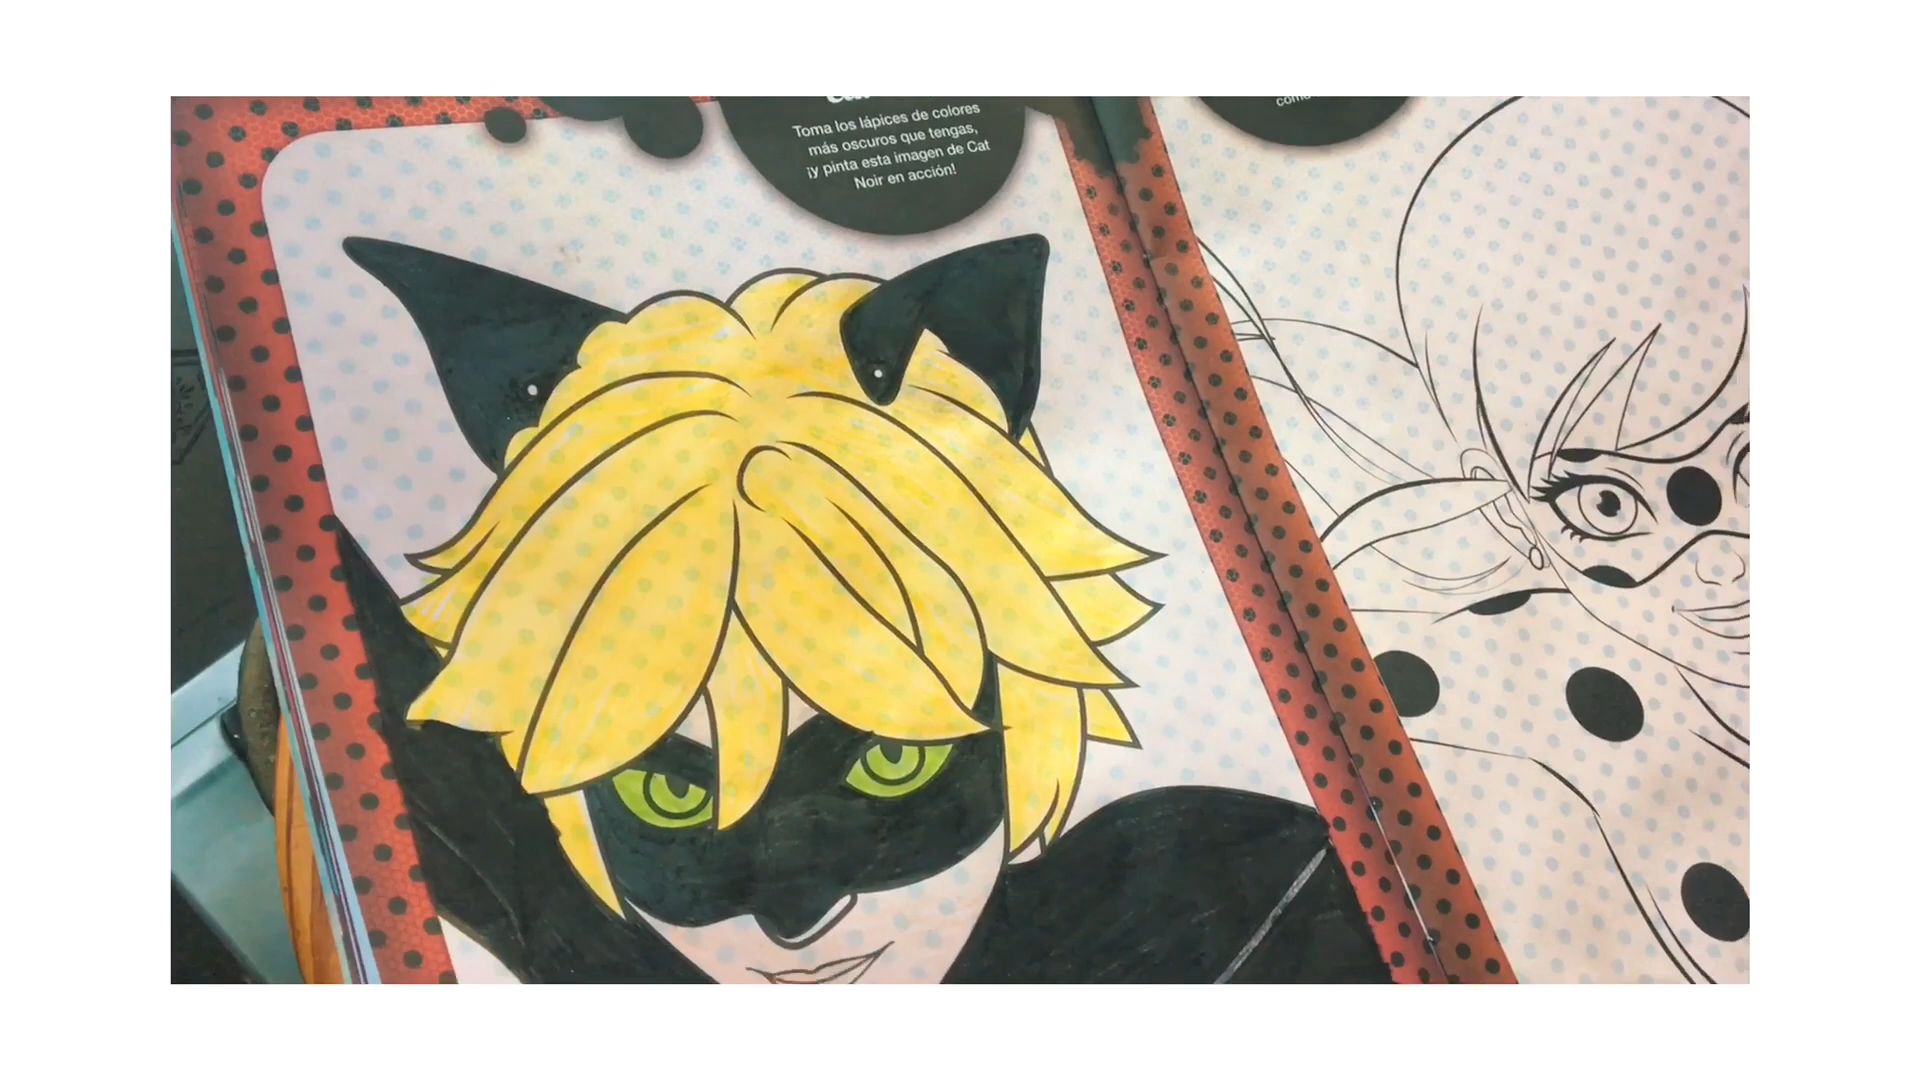 Toma los lápices de colores
más oscuros que tengas,
¡y pinta esta imagen de Cat
Noir en acción!